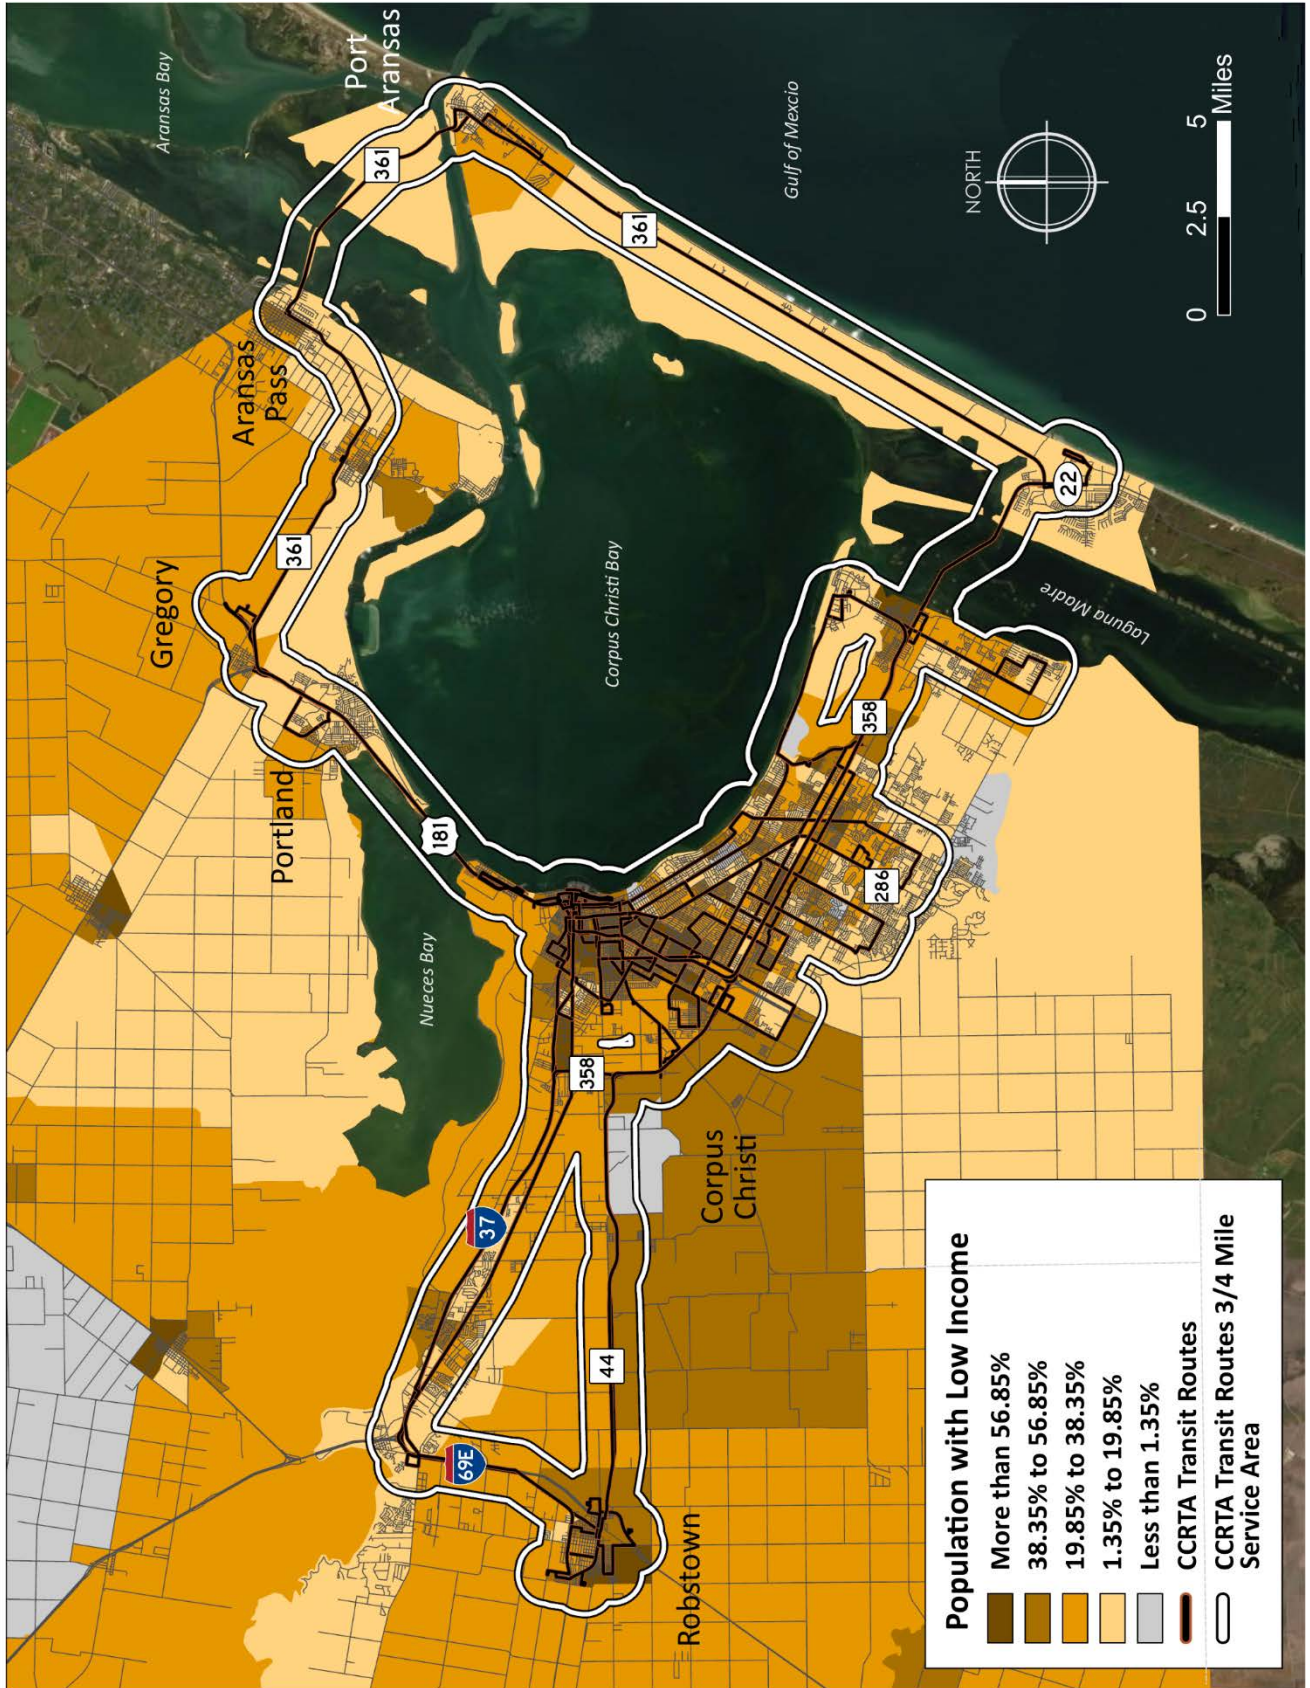 Aransas Bay
Port
Aransas
361
361
Aransas
Pass
Gulf of Mexcio
NORTH
0 2.5 5 Miles
Gregory
361
Corpus Christi Bay
22
Laguna Madre
Portland
181
358
286
Nueces Bay
358
37
Corpus
Christi
44
69E
Robstown
Population with Low Income
More than 56.85%
38.35% to 56.85%
19.85% to 38.35%
1.35% to 19.85%
Less than 1.35%
CCRTA Transit Routes
CCRTA Transit Routes 3/4 Mile
Service Area